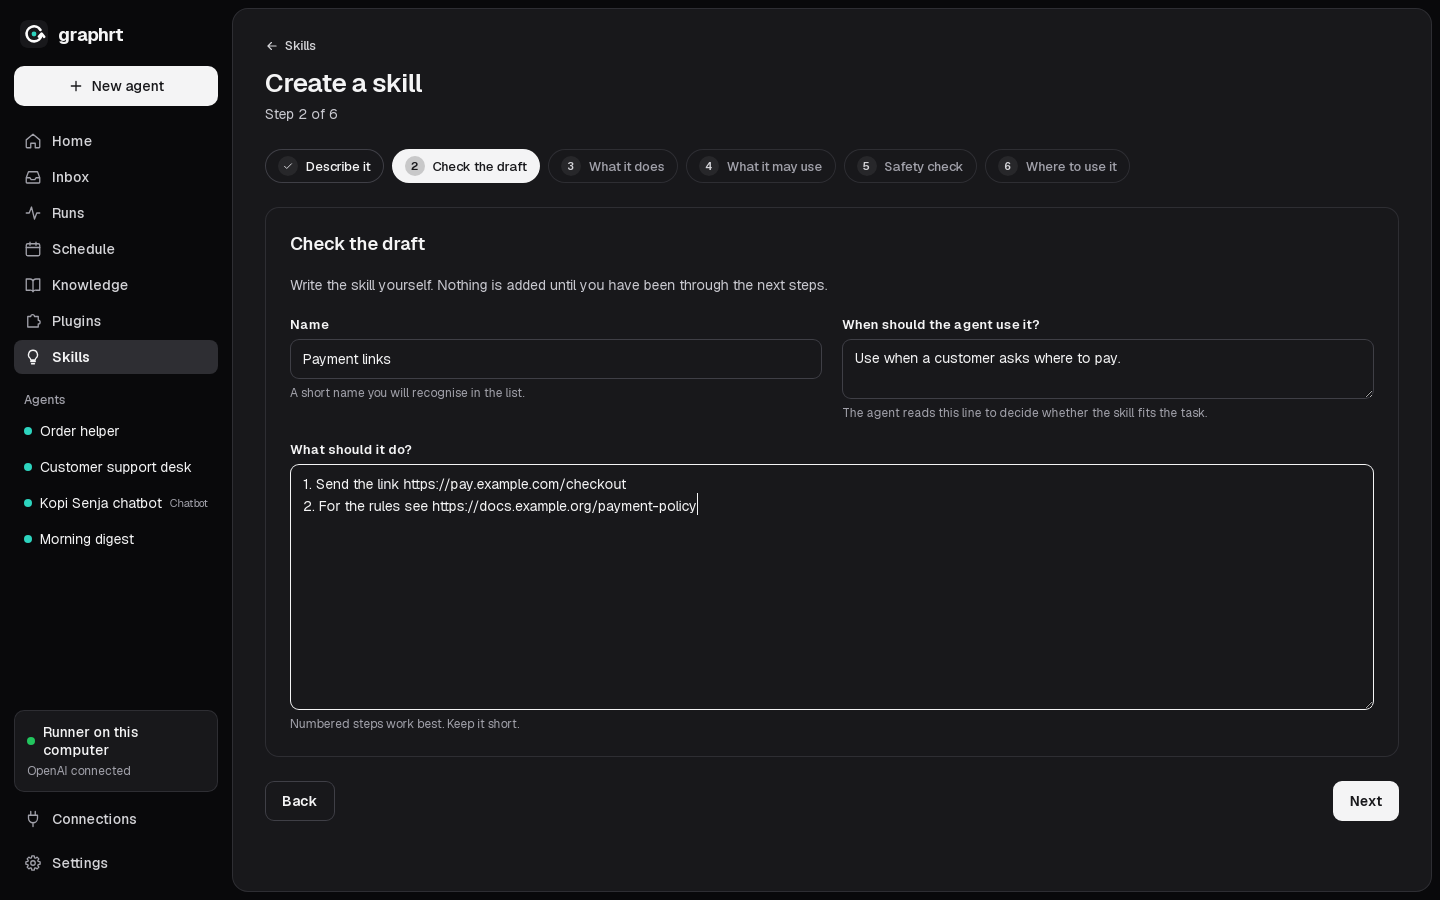 graphrt
New agent
Home
Inbox
Runs
Schedule
Knowledge
Plugins
Skills
Agents
Order helper
Customer support desk
Kopi Senja chatbot Chatbot
Morning digest
Runner on this
computer
OpenAI connected
Connections
Settings
Skills
Create a skill
Step 2 of 6
Describe it
2 Check the draft
3 What it does
4 What it may use
5 Safety check
6 Where to use it
Check the draft
Write the skill yourself. Nothing is added until you have been through the next steps.
Name
Payment links
A short name you will recognise in the list.
When should the agent use it?
Use when a customer asks where to pay.
The agent reads this line to decide whether the skill fits the task.
What should it do?
1. Send the link https://pay.example.com/checkout
2. For the rules see https://docs.example.org/payment-policy
Numbered steps work best. Keep it short.
Back
Next